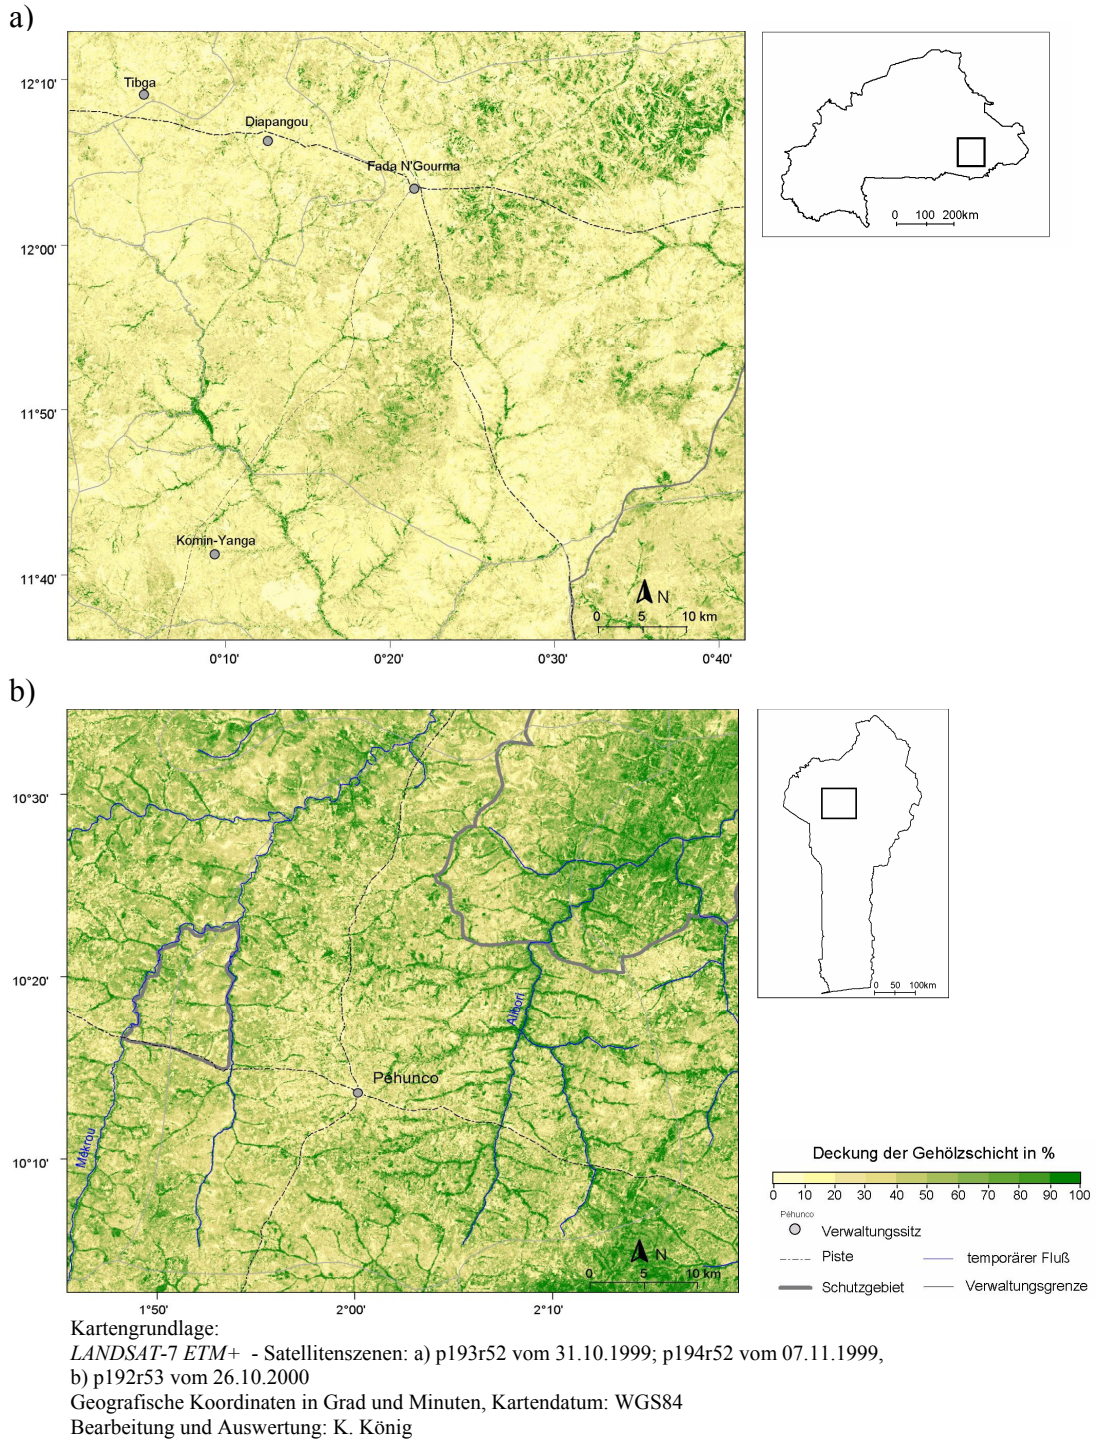 a)
12°10'
12°00'
11°50'
11°40'
0°10'
0°20'
0°30'
0°40'
Tibga
Diapangou
Fada N'Gourma
Komin-Yanga
N
0 5 10 km
0 100 200km
b)
10°30'
10°20'
10°10'
1°50'
2°00'
2°10'
Mékrou
Alibori
Péhunco
N
0 5 10 km
0 50 100km
Deckung der Gehölzschicht in %
0 10 20 30 40 50 60 70 80 90 100
Péhunco
Verwaltungssitz
Piste
temporärer Fluß
Schutzgebiet
Verwaltungsgrenze
Kartengrundlage:
LANDSAT-7 ETM+ - Satellitenszenen: a) p193r52 vom 31.10.1999; p194r52 vom 07.11.1999,
b) p192r53 vom 26.10.2000
Geografische Koordinaten in Grad und Minuten, Kartendatum: WGS84
Bearbeitung und Auswertung: K. König